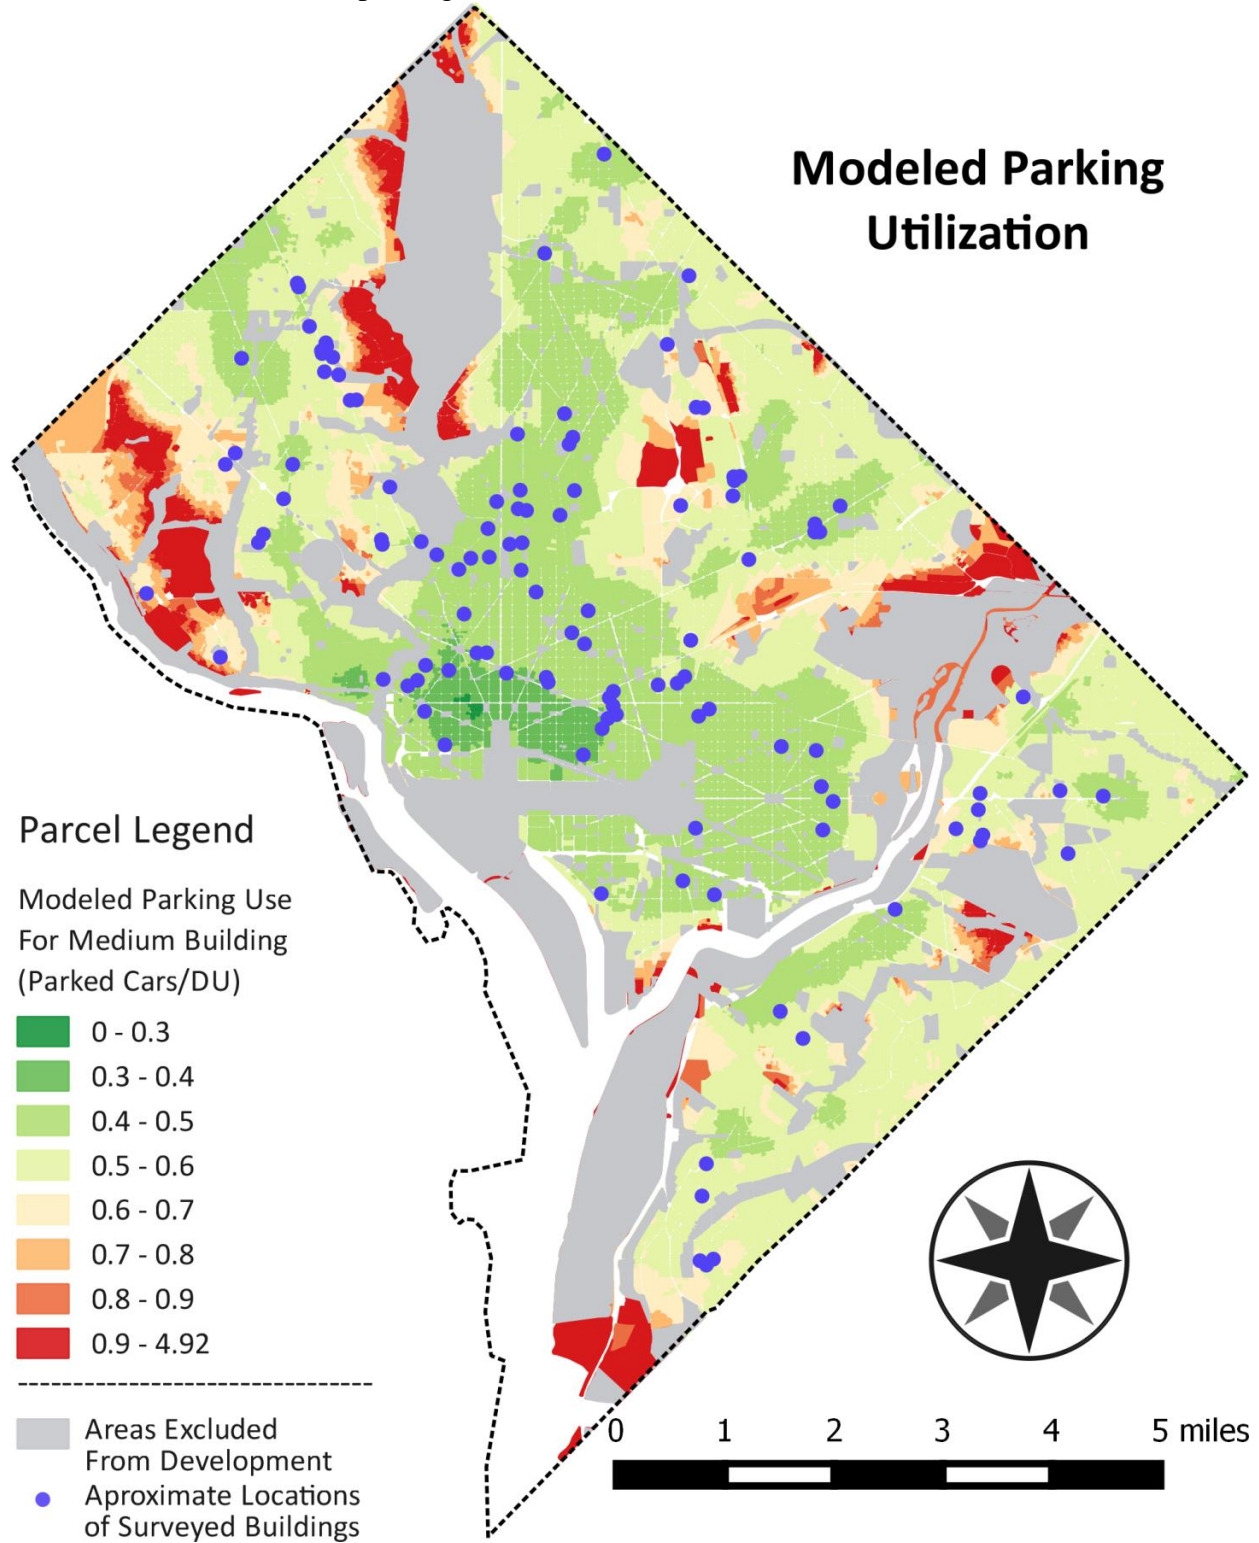 Modeled Parking
Utilization
Parcel Legend
Modeled Parking Use
For Medium Building
(Parked Cars/DU)
0 - 0.3
0.3 - 0.4
0.4 - 0.5
0.5 - 0.6
0.6 - 0.7
0.7 - 0.8
0.8 - 0.9
0.9 - 4.92
Areas Excluded
From Development
Aproximate Locations
of Surveyed Buildings
0 1 2 3 4 5 miles